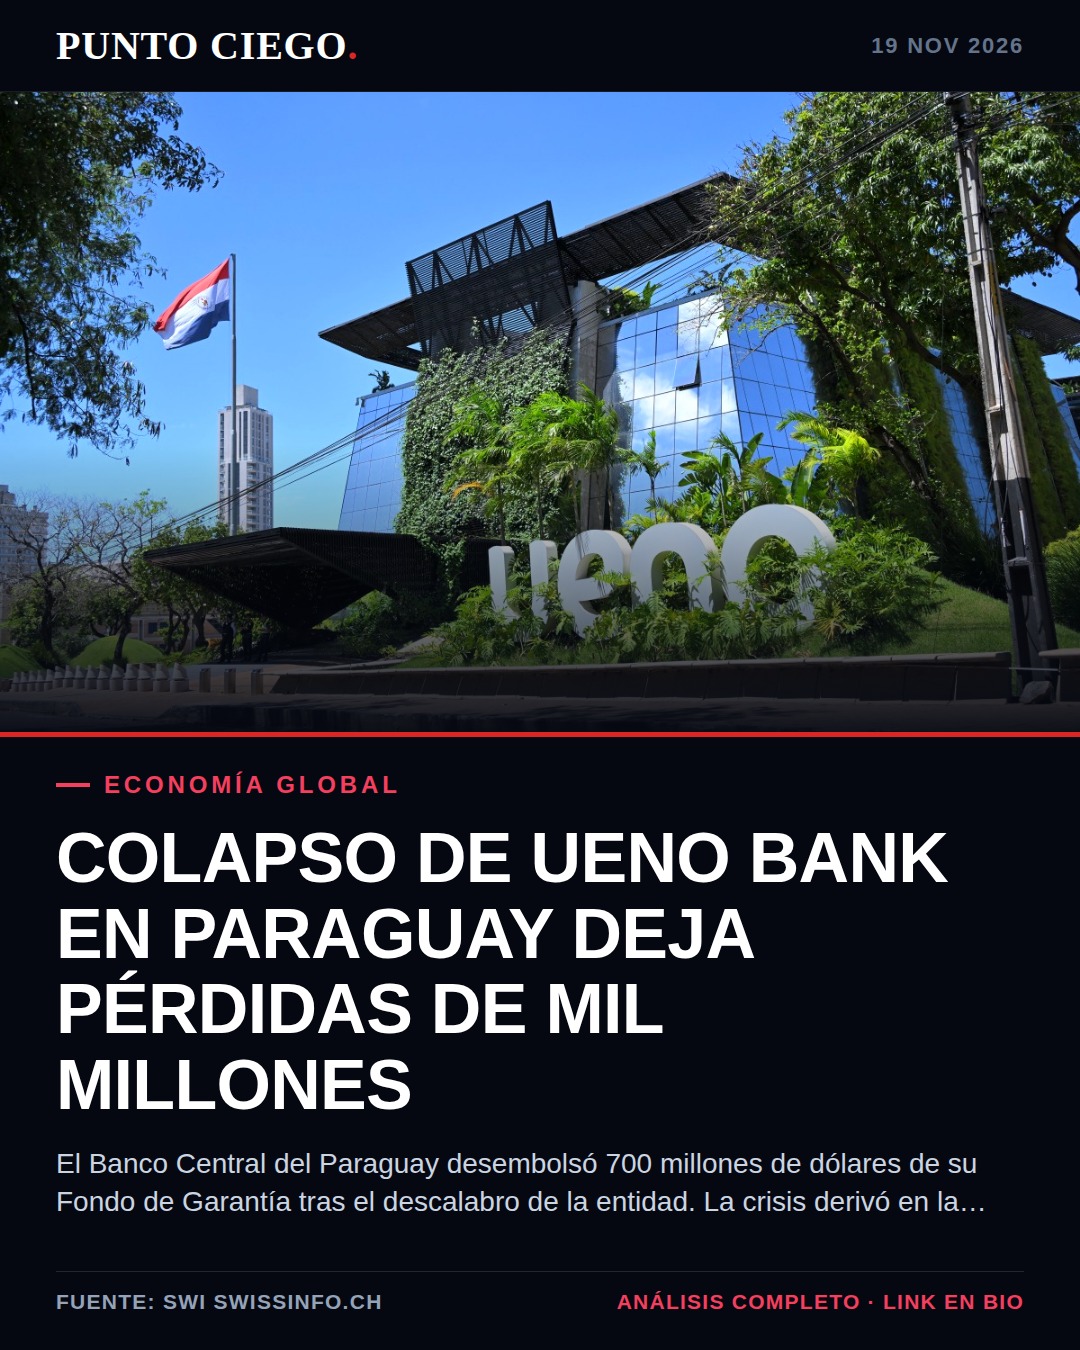 PUNTO CIEGO.
19 NOV 2026
ueno
ECONOMÍA GLOBAL
COLAPSO DE UENO BANK
EN PARAGUAY DEJA
PÉRDIDAS DE MIL
MILLONES
El Banco Central del Paraguay desembolsó 700 millones de dólares de su
Fondo de Garantía tras el descalabro de la entidad. La crisis derivó en la…
FUENTE: SWI SWISSINFO.CH
ANÁLISIS COMPLETO · LINK EN BIO